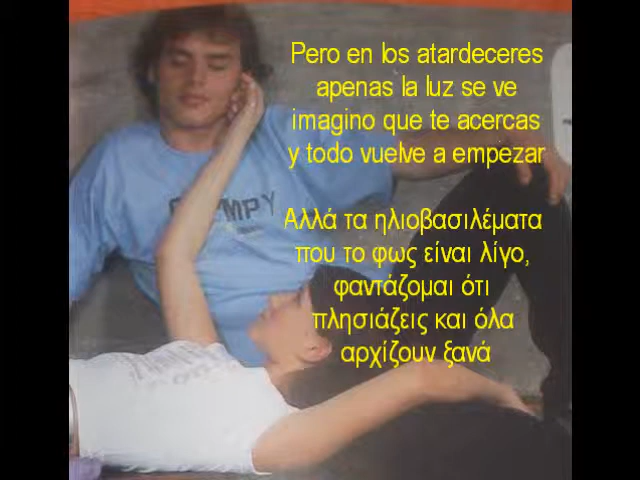 Pero en los atardeceres
apenas la luz se ve
imagino que te acercas
y todo vuelve a empezar
Αλλά τα ηλιοβασιλέματα
που το φως είναι λίγο,
φαντάζομαι ότι
πλησιάζεις και όλα
αρχίζουν ξανά